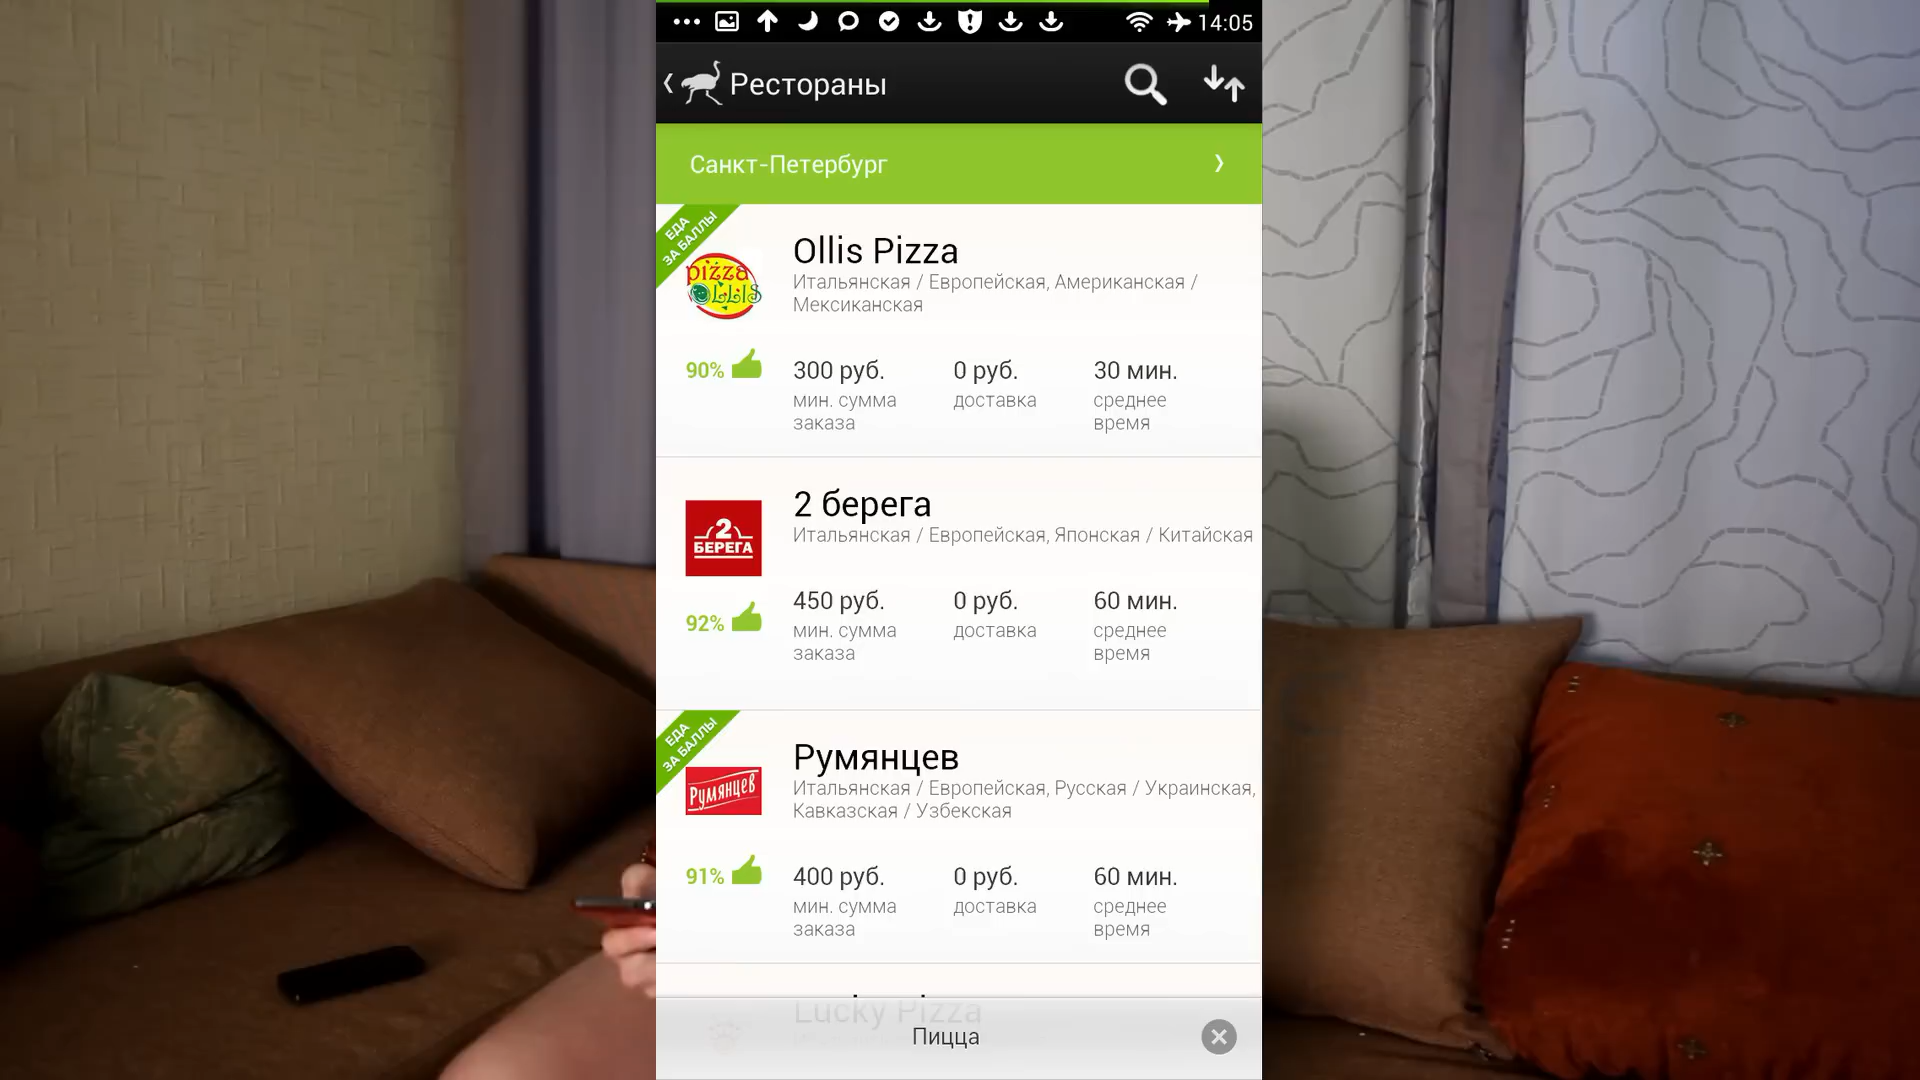 14:05
Рестораны
Санкт-Петербург
ЕДА
ЗА БАЛЛЫ
pizza
OLLIS
Ollis Pizza
Итальянская / Европейская, Американская /
Мексиканская
90%
300 руб.
0 руб.
30 мин.
мин. сумма
доставка
среднее
заказа
время
2
БЕРЕГА
2 берега
Итальянская / Европейская, Японская / Китайская
92%
450 руб.
0 руб.
60 мин.
мин. сумма
доставка
среднее
заказа
время
ЕДА
ЗА БАЛЛЫ
Румянцев
Румянцев
Итальянская / Европейская, Русская / Украинская,
Кавказская / Узбекская
91%
400 руб.
0 руб.
60 мин.
мин. сумма
доставка
среднее
заказа
время
Lucky Pizza
Пицца